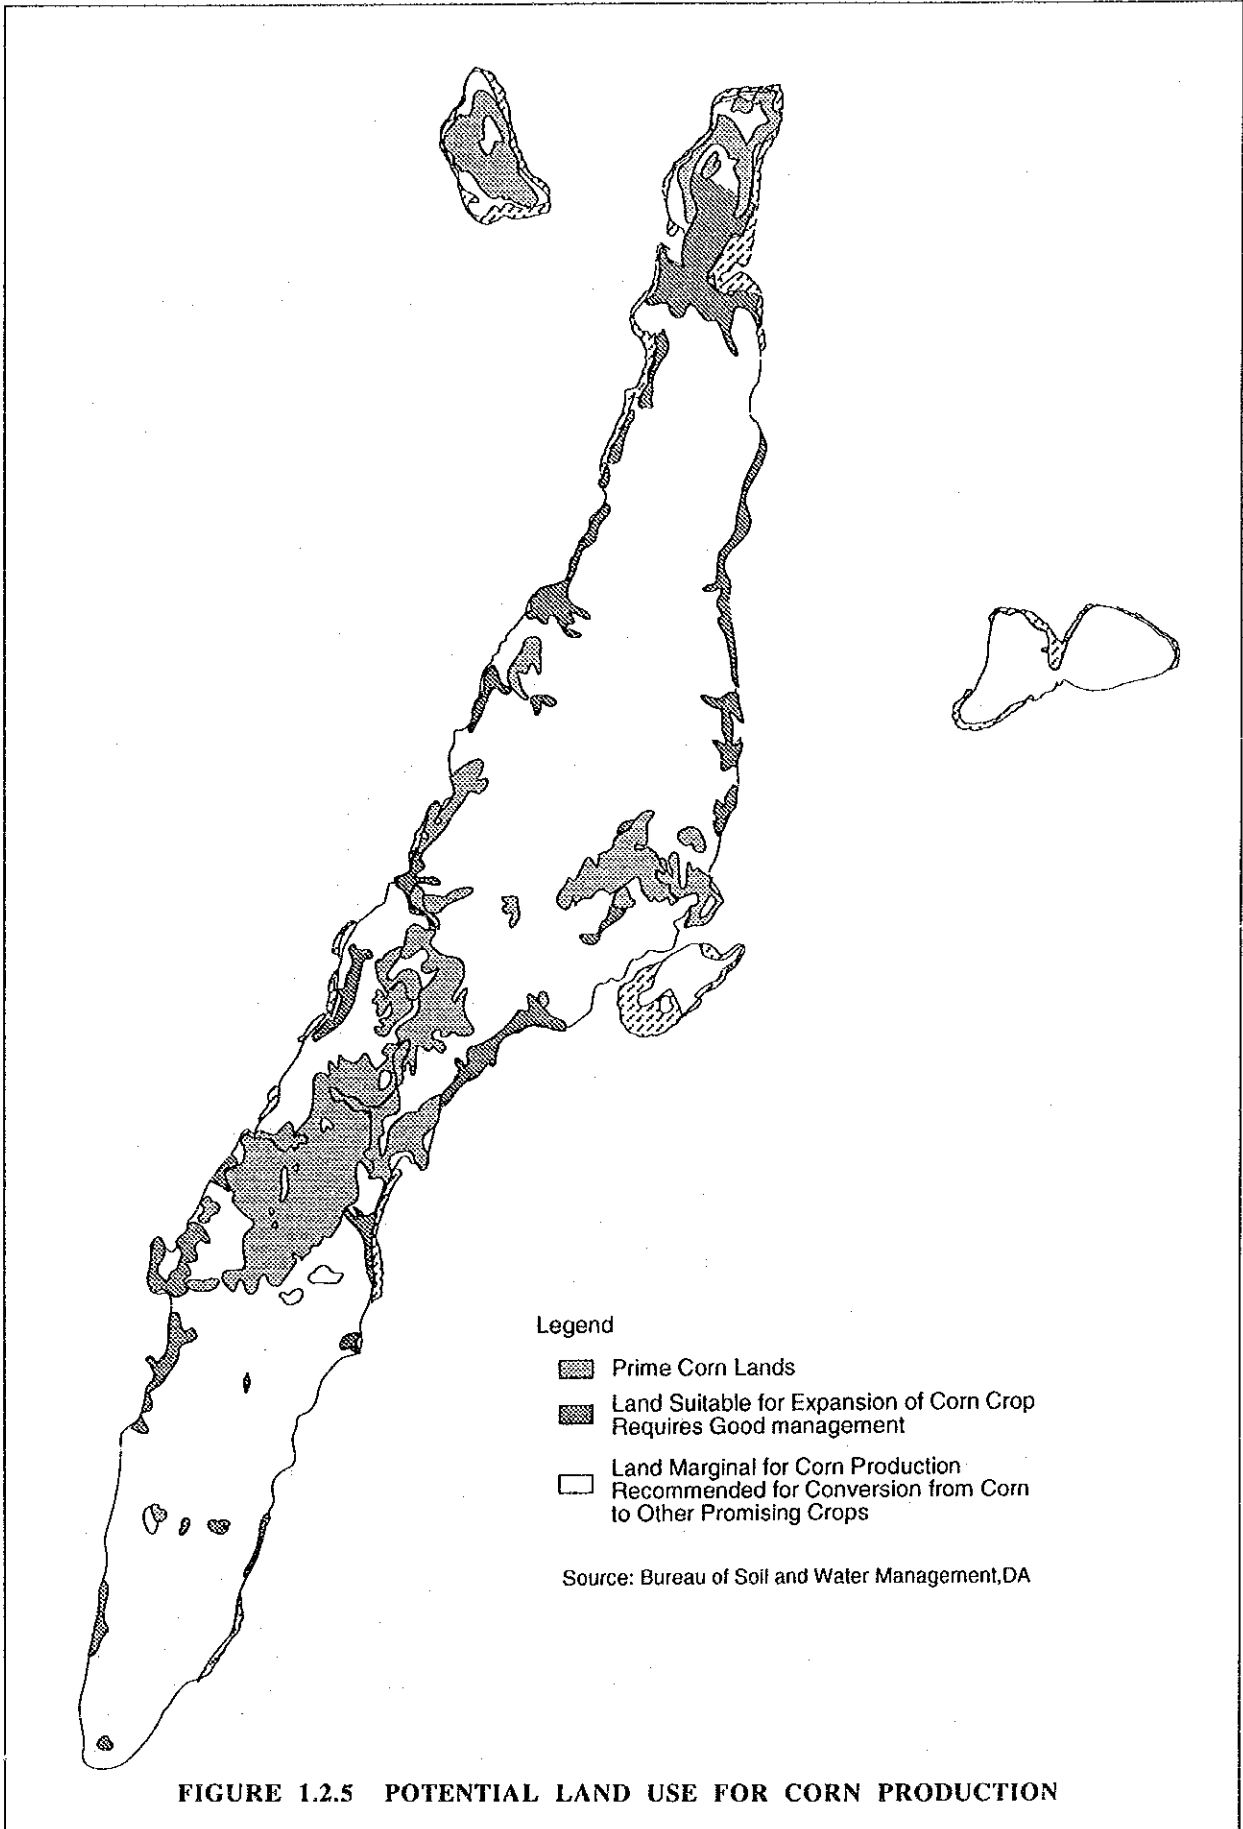 Legend
Prime Corn Lands
Land Suitable for Expansion of Corn Crop
Requires Good management
Land Marginal for Corn Production
Recommended for Conversion from Corn
to Other Promising Crops
Source: Bureau of Soil and Water Management,DA
FIGURE 1.2.5 POTENTIAL LAND USE FOR CORN PRODUCTION